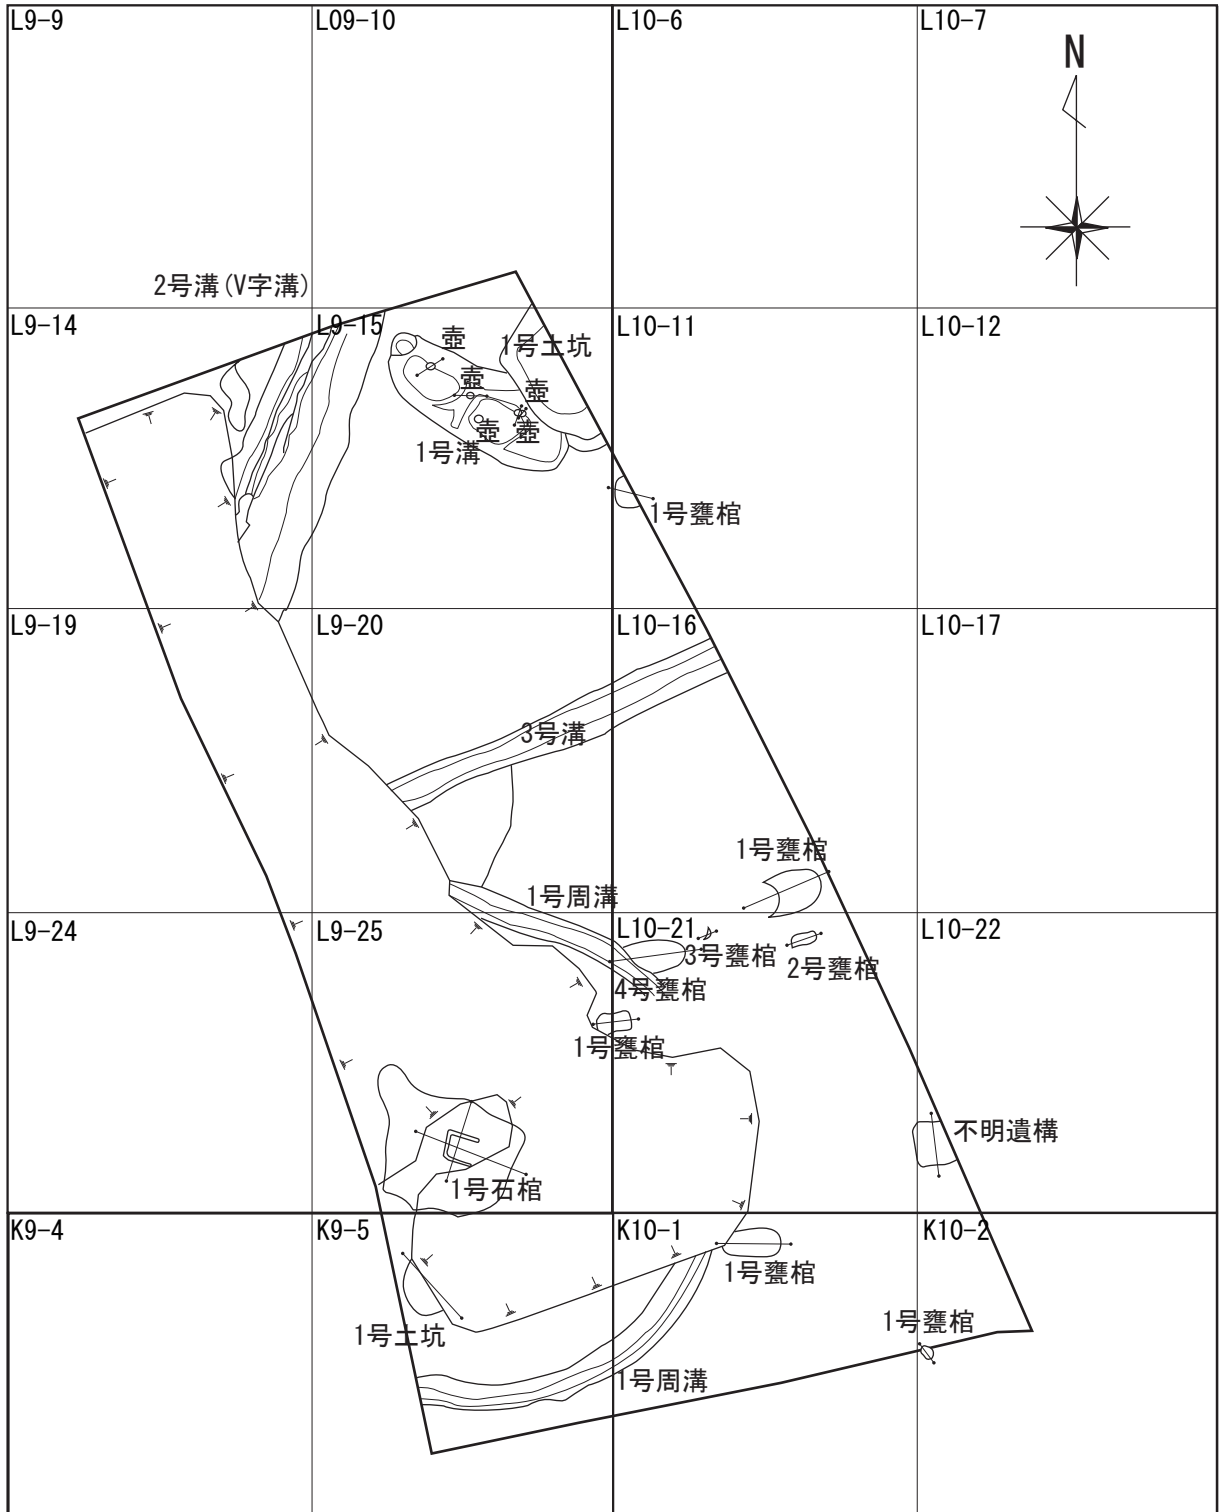 L9-9
L09-10
L10-6
L10-7
N
2号溝(V字溝)
L9-14
L9-15
L10-11
L10-12
壺
1号土坑
壺
壺
壺
壺
1号溝
1号甕棺
L9-19
L9-20
L10-16
L10-17
3号溝
1号甕棺
1号周溝
L9-24
L9-25
L10-21
L10-22
3号甕棺
2号甕棺
4号甕棺
1号甕棺
不明遺構
1号石棺
K9-4
K9-5
K10-1
K10-2
1号甕棺
1号土坑
1号甕棺
1号周溝